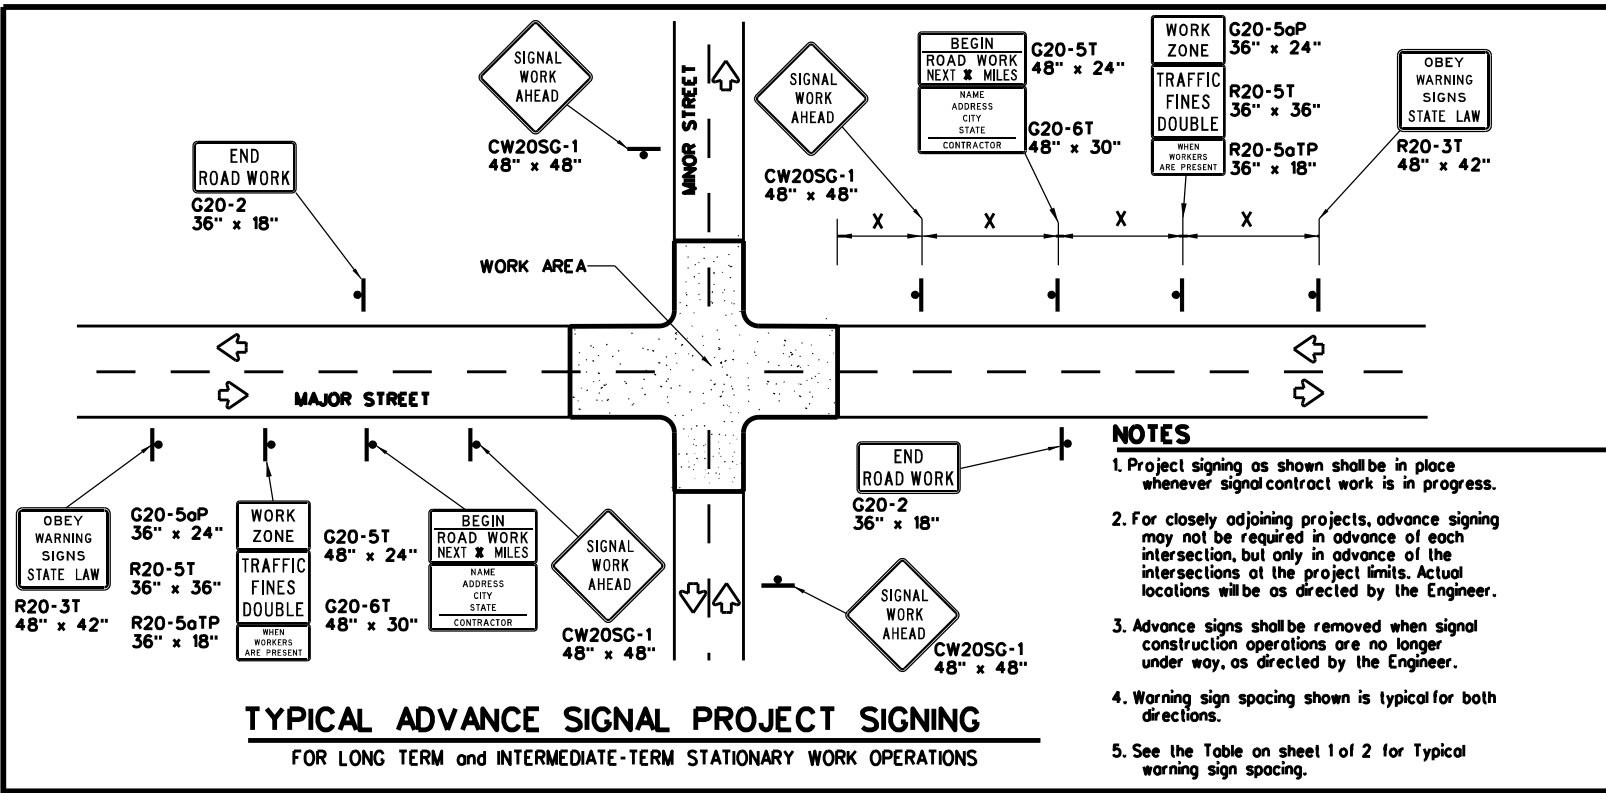 SIGNAL
WORK
AHEAD
CW20SG-1
48" x 48"
END
ROAD WORK
G20-2
36" x 18"
MINOR STREET
SIGNAL
WORK
AHEAD
CW20SG-1
48" x 48"
BEGIN
ROAD WORK
NEXT X MILES
NAME
ADDRESS
CITY
STATE
CONTRACTOR
G20-5T
48" x 24"
G20-6T
48" x 30"
WORK
ZONE
TRAFFIC
FINES
DOUBLE
WHEN
WORKERS
ARE PRESENT
G20-5aP
36" x 24"
R20-5T
36" x 36"
R20-5aTP
36" x 18"
OBEY
WARNING
SIGNS
STATE LAW
R20-3T
48" x 42"
X
X
X
X
WORK AREA
MAJOR STREET
OBEY
WARNING
SIGNS
STATE LAW
R20-3T
48" x 42"
G20-5aP
36" x 24"
R20-5T
36" x 36"
R20-5aTP
36" x 18"
WORK
ZONE
TRAFFIC
FINES
DOUBLE
WHEN
WORKERS
ARE PRESENT
G20-5T
48" x 24"
G20-6T
48" x 30"
BEGIN
ROAD WORK
NEXT X MILES
NAME
ADDRESS
CITY
STATE
CONTRACTOR
SIGNAL
WORK
AHEAD
CW20SG-1
48" x 48"
END
ROAD WORK
G20-2
36" x 18"
SIGNAL
WORK
AHEAD
CW20SG-1
48" x 48"
TYPICAL ADVANCE SIGNAL PROJECT SIGNING
FOR LONG TERM and INTERMEDIATE-TERM STATIONARY WORK OPERATIONS
NOTES
1. Project signing as shown shall be in place
whenever signal contract work is in progress.
2. For closely adjoining projects, advance signing
may not be required in advance of each
intersection, but only in advance of the
intersections at the project limits. Actual
locations will be as directed by the Engineer.
3. Advance signs shall be removed when signal
construction operations are no longer
under way, as directed by the Engineer.
4. Warning sign spacing shown is typical for both
directions.
5. See the Table on sheet 1 of 2 for Typical
warning sign spacing.